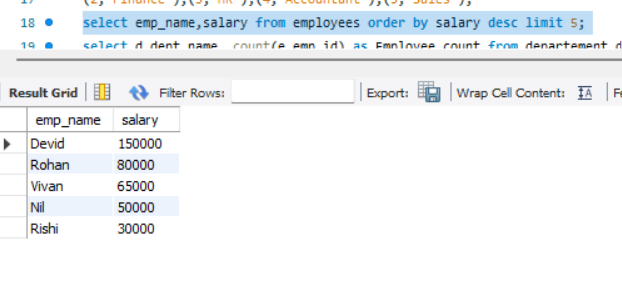 (2, 'Finance'),(3, 'HR'),(4, 'Accountant'),(5, 'Sales');
18 select emp_name,salary from employees order by salary desc limit 5;
19 select d.dept_name, count(e.emp_id) as Employee_count from departement d
Result Grid Filter Rows: Export: Wrap Cell Content: Fe
emp_name salary
Devid 150000
Rohan 80000
Vivan 65000
Nil 50000
Rishi 30000